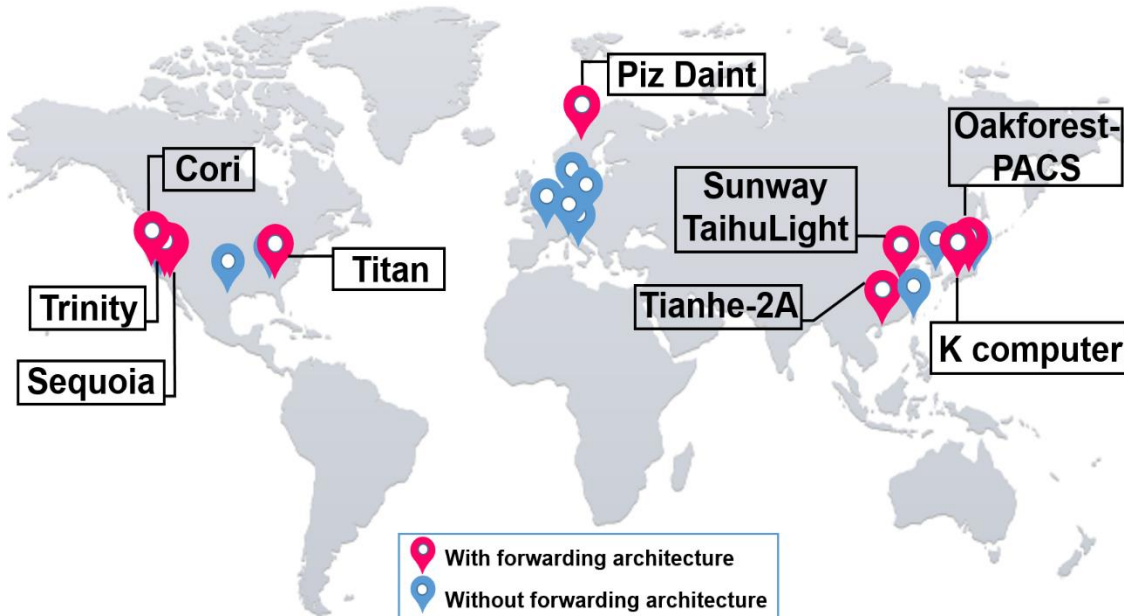 Piz Daint
Oakforest-
PACS
Cori
Sunway
TaihuLight
Titan
Trinity
Tianhe-2A
K computer
Sequoia
With forwarding architecture
Without forwarding architecture